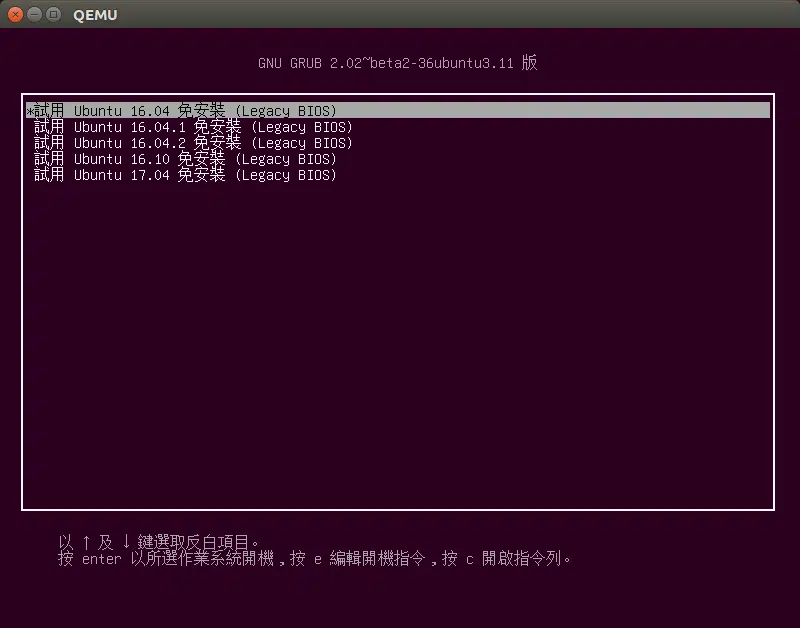 QEMU
GNU GRUB 2.02~beta2-36ubuntu3.11 版
*試用 Ubuntu 16.04 免安裝 (Legacy BIOS)
試用 Ubuntu 16.04.1 免安裝 (Legacy BIOS)
試用 Ubuntu 16.04.2 免安裝 (Legacy BIOS)
試用 Ubuntu 16.10 免安裝 (Legacy BIOS)
試用 Ubuntu 17.04 免安裝 (Legacy BIOS)
以 ↑ 及 ↓ 鍵選取反白項目。
按 enter 以所選作業系統開機，按 e 編輯開機指令，按 c 開啟指令列。